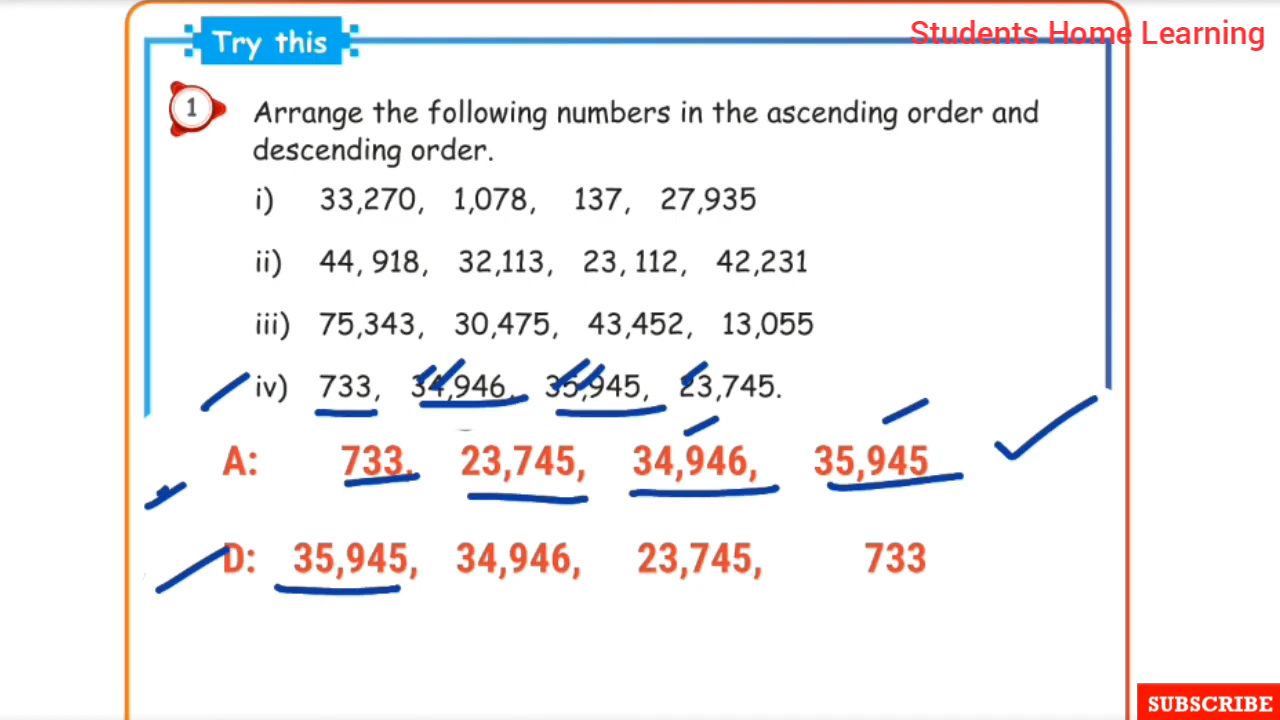 Students Home Learning
Try this
1 Arrange the following numbers in the ascending order and
descending order.
i) 33,270, 1,078, 137, 27,935
ii) 44, 918, 32,113, 23, 112, 42,231
iii) 75,343, 30,475, 43,452, 13,055
iv) 733, 34,946, 35,945, 23,745.
A: 733, 23,745, 34,946, 35,945
D: 35,945, 34,946, 23,745, 733
SUBSCRIBE